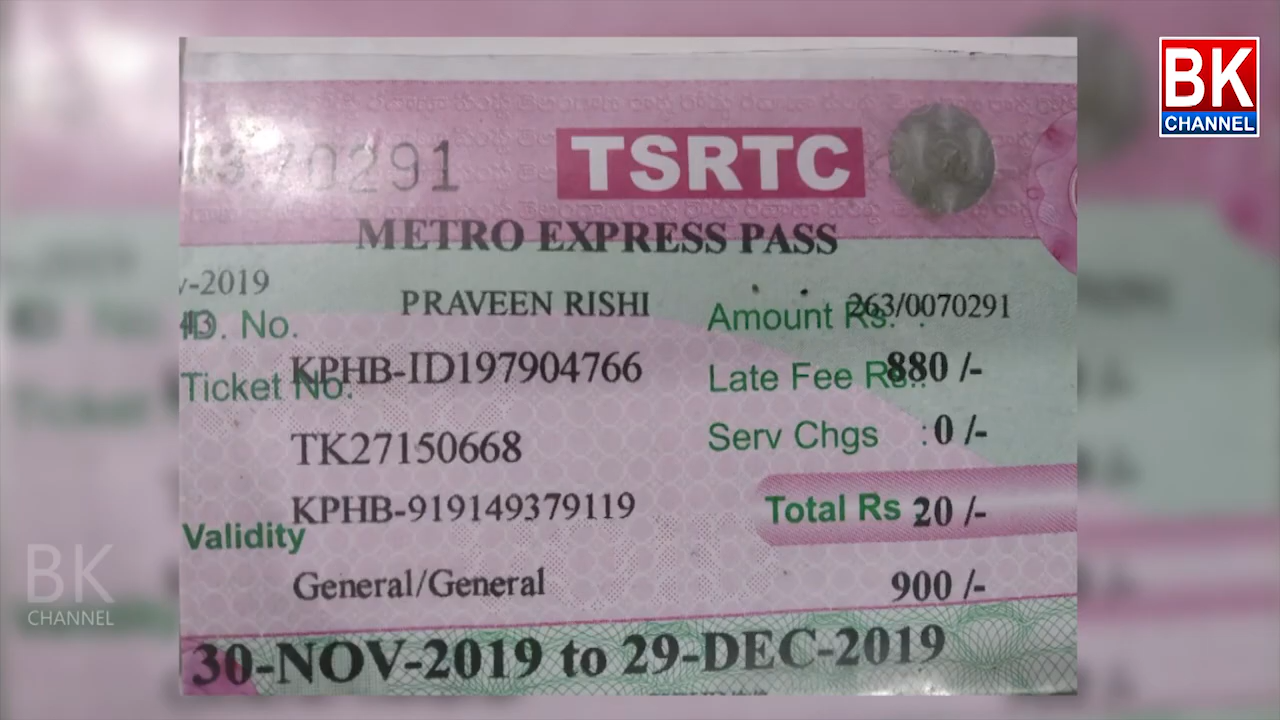 BK
CHANNEL
70291
TSRTC
METRO EXPRESS PASS
-2019
PRAVEEN RISHI
Amount Rs. :
263/0070291
ID. No.
KPHB-ID197904766
Late Fee Rs.:
880 /-
Ticket No.
TK27150668
Serv Chgs :
0 /-
KPHB-919149379119
Total Rs
20 /-
Validity
General/General
900 /-
30-NOV-2019 to 29-DEC-2019
BK
CHANNEL